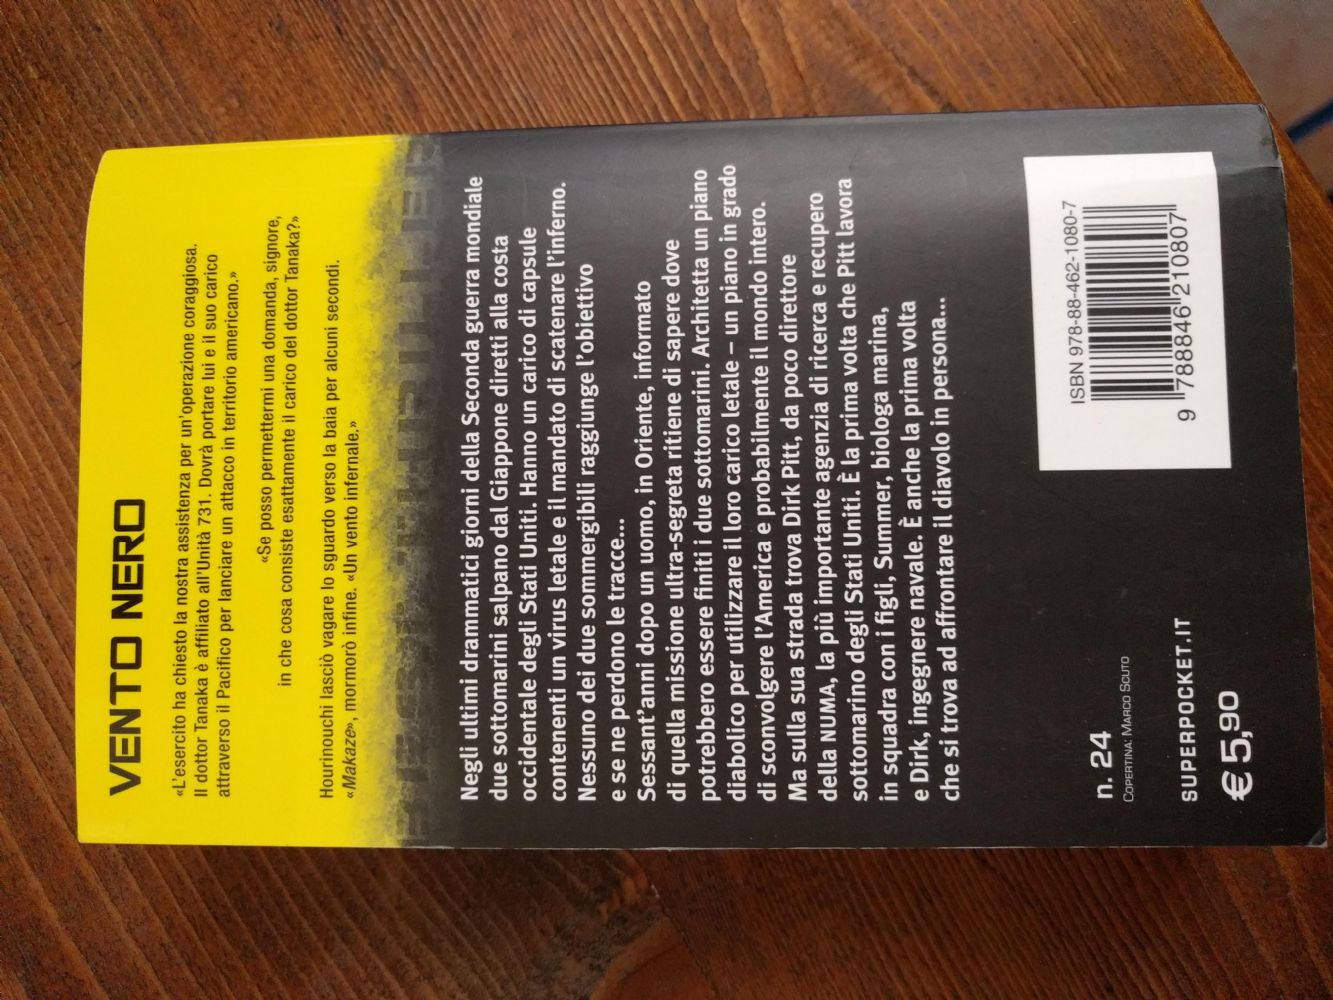 VENTO NERO
«L'esercito ha chiesto la nostra assistenza per un'operazione coraggiosa.
Il dottor Tanaka è affiliato all'Unità 731. Dovrà portare lui e il suo carico
attraverso il Pacifico per lanciare un attacco in territorio americano.»
«Se posso permettermi una domanda, signore,
in che cosa consiste esattamente il carico del dottor Tanaka?»
Hourinouchi lasciò vagare lo sguardo verso la baia per alcuni secondi.
«Makaze», mormorò infine. «Un vento infernale.»
Negli ultimi drammatici giorni della Seconda guerra mondiale
due sottomarini salpano dal Giappone diretti alla costa
occidentale degli Stati Uniti. Hanno un carico di capsule
contenenti un virus letale e il mandato di scatenare l'inferno.
Nessuno dei due sommergibili raggiunge l'obiettivo
e se ne perdono le tracce...
Sessant'anni dopo un uomo, in Oriente, informato
di quella missione ultra-segreta ritiene di sapere dove
potrebbero essere finiti i due sottomarini. Architetta un piano
diabolico per utilizzare il loro carico letale – un piano in grado
di sconvolgere l'America e probabilmente il mondo intero.
Ma sulla sua strada trova Dirk Pitt, da poco direttore
della NUMA, la più importante agenzia di ricerca e recupero
sottomarino degli Stati Uniti. È la prima volta che Pitt lavora
in squadra con i figli, Summer, biologa marina,
e Dirk, ingegnere navale. È anche la prima volta
che si trova ad affrontare il diavolo in persona...
n. 24
COPERTINA: MARCO SCUTO
SUPERPOCKET.IT
€ 5,90
ISBN 978-88-462-1080-7
9 788846 210807